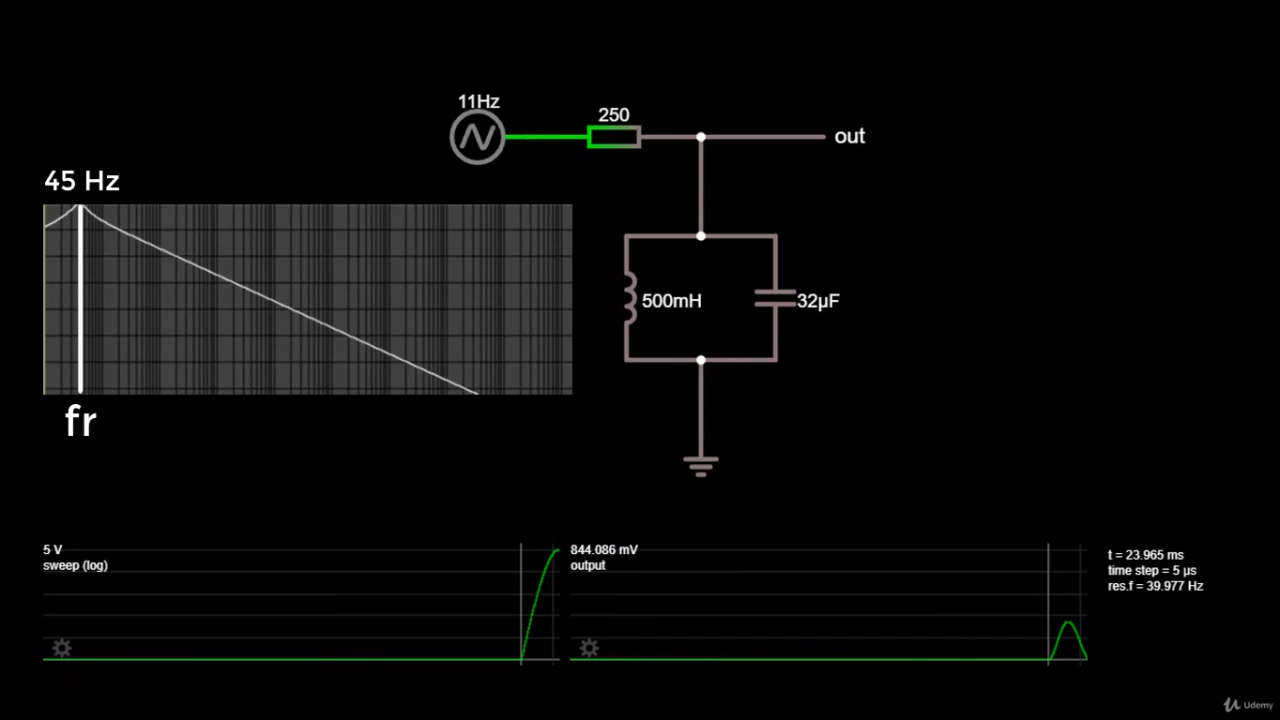 11Hz
250
out
45 Hz
500mH
32µF
fr
5 V
sweep (log)
844.086 mV
output
t = 23.965 ms
time step = 5 µs
res.f = 39.977 Hz
Udemy